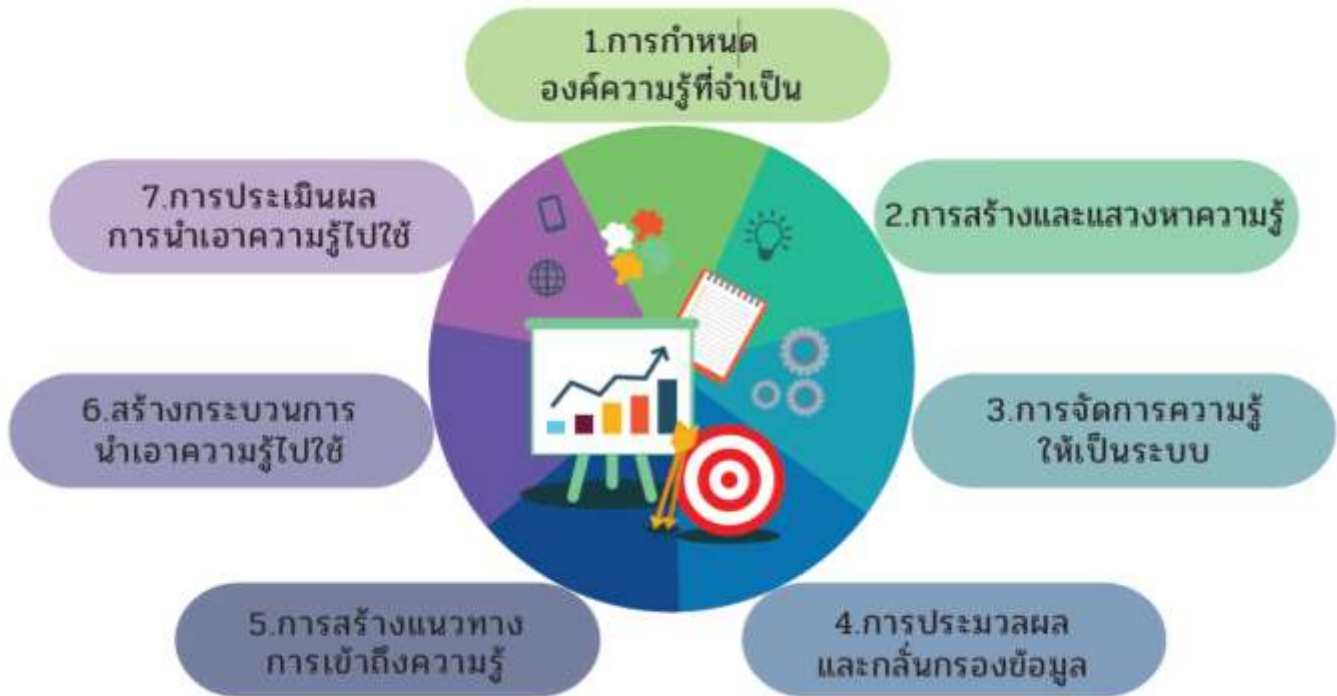 1.การกำหนด
องค์ความรู้ที่จำเป็น
2.การสร้างและแสวงหาความรู้
3.การจัดการความรู้
ให้เป็นระบบ
4.การประมวลผล
และกลั่นกรองข้อมูล
5.การสร้างแนวทาง
การเข้าถึงความรู้
6.สร้างกระบวนการ
นำเอาความรู้ไปใช้
7.การประเมินผล
การนำเอาความรู้ไปใช้